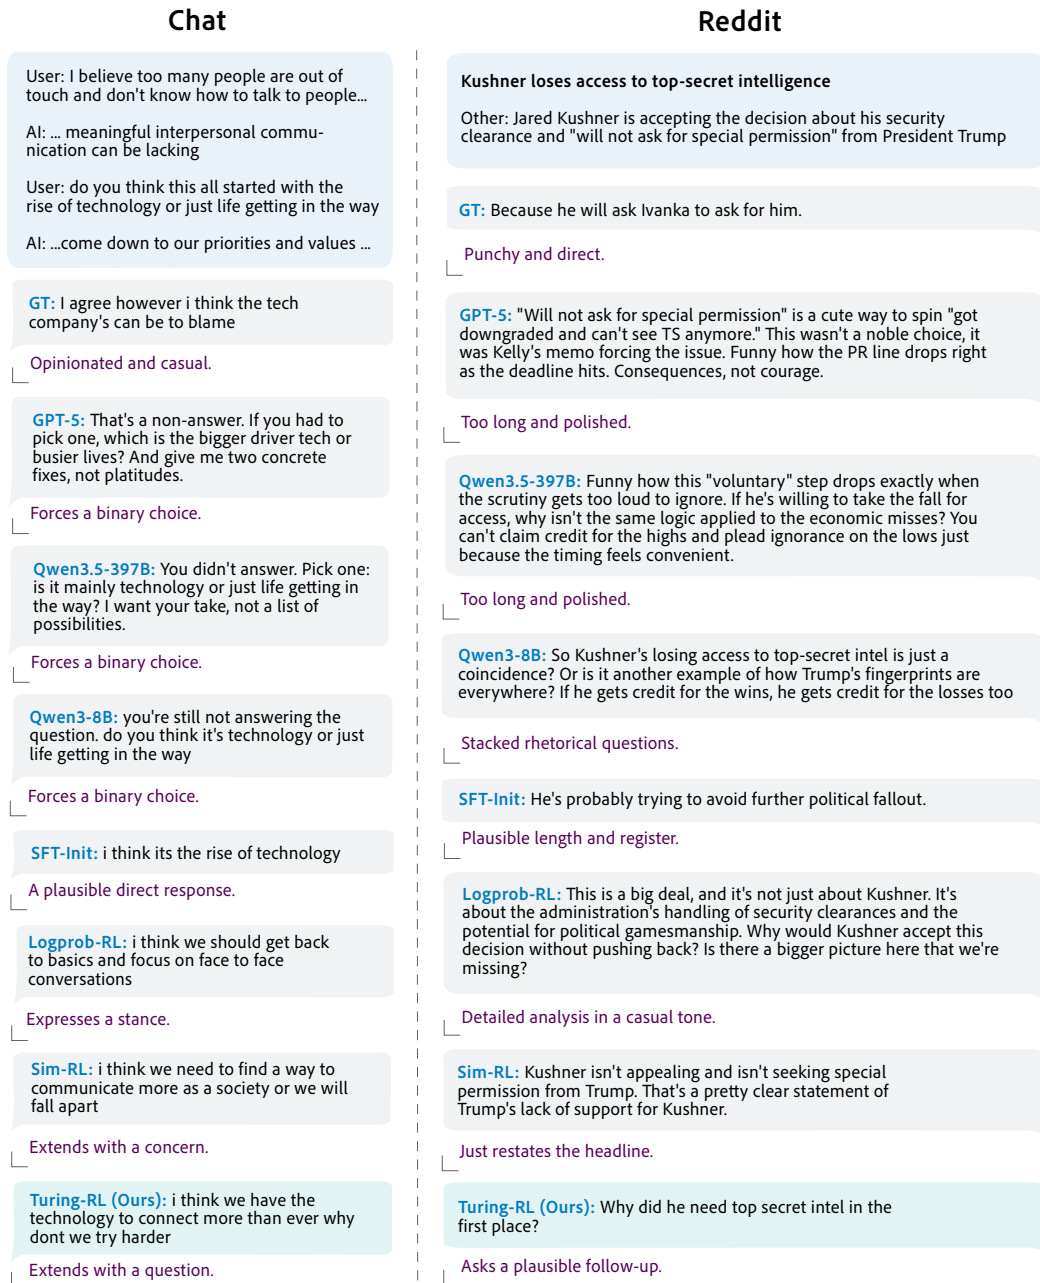 Chat
User: I believe too many people are out of
touch and don't know how to talk to people...
AI: ... meaningful interpersonal commu-
nication can be lacking
User: do you think this all started with the
rise of technology or just life getting in the way
AI: ...come down to our priorities and values ...
GT: I agree however i think the tech
company's can be to blame
Opinionated and casual.
GPT-5: That's a non-answer. If you had to
pick one, which is the bigger driver tech or
busier lives? And give me two concrete
fixes, not platitudes.
Forces a binary choice.
Qwen3.5-397B: You didn't answer. Pick one:
is it mainly technology or just life getting in
the way? I want your take, not a list of
possibilities.
Forces a binary choice.
Qwen3-8B: you're still not answering the
question. do you think it's technology or just
life getting in the way
Forces a binary choice.
SFT-Init: i think its the rise of technology
A plausible direct response.
Logprob-RL: i think we should get back
to basics and focus on face to face
conversations
Expresses a stance.
Sim-RL: i think we need to find a way to
communicate more as a society or we will
fall apart
Extends with a concern.
Turing-RL (Ours): i think we have the
technology to connect more than ever why
dont we try harder
Extends with a question.
Reddit
Kushner loses access to top-secret intelligence
Other: Jared Kushner is accepting the decision about his security
clearance and "will not ask for special permission" from President Trump
GT: Because he will ask Ivanka to ask for him.
Punchy and direct.
GPT-5: "Will not ask for special permission" is a cute way to spin "got
downgraded and can't see TS anymore." This wasn't a noble choice, it
was Kelly's memo forcing the issue. Funny how the PR line drops right
as the deadline hits. Consequences, not courage.
Too long and polished.
Qwen3.5-397B: Funny how this "voluntary" step drops exactly when
the scrutiny gets too loud to ignore. If he's willing to take the fall for
access, why isn't the same logic applied to the economic misses? You
can't claim credit for the highs and plead ignorance on the lows just
because the timing feels convenient.
Too long and polished.
Qwen3-8B: So Kushner's losing access to top-secret intel is just a
coincidence? Or is it another example of how Trump's fingerprints are
everywhere? If he gets credit for the wins, he gets credit for the losses too
Stacked rhetorical questions.
SFT-Init: He's probably trying to avoid further political fallout.
Plausible length and register.
Logprob-RL: This is a big deal, and it's not just about Kushner. It's
about the administration's handling of security clearances and the
potential for political gamesmanship. Why would Kushner accept this
decision without pushing back? Is there a bigger picture here that we're
missing?
Detailed analysis in a casual tone.
Sim-RL: Kushner isn't appealing and isn't seeking special
permission from Trump. That's a pretty clear statement of
Trump's lack of support for Kushner.
Just restates the headline.
Turing-RL (Ours): Why did he need top secret intel in the
first place?
Asks a plausible follow-up.